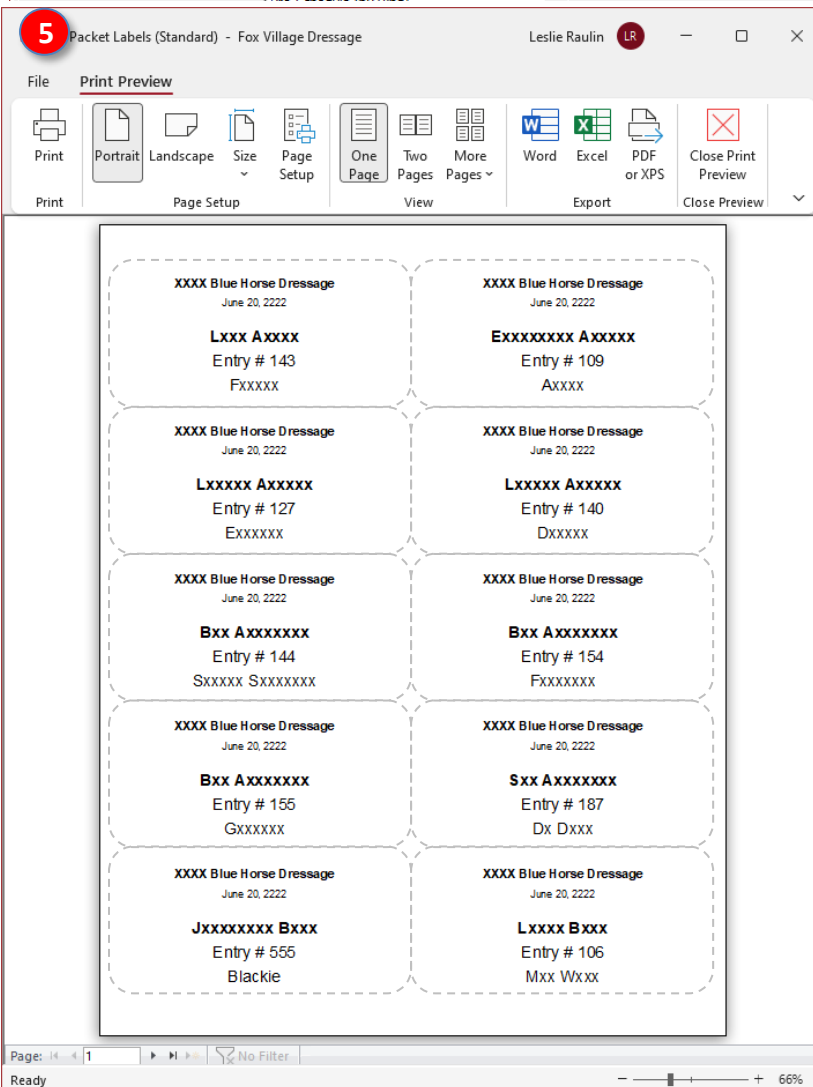 5
Packet Labels (Standard) - Fox Village Dressage
Leslie Raulin
LR
File
Print Preview
Print
Portrait
Landscape
Size
Page Setup
One Page
Two Pages
More Pages
Word
Excel
PDF or XPS
Close Print Preview
Print
Page Setup
View
Export
Close Preview
XXXX Blue Horse Dressage
June 20, 2222
Lxxx Axxxx
Entry # 143
Fxxxxx
XXXX Blue Horse Dressage
June 20, 2222
Exxxxxxxx Axxxxx
Entry # 109
Axxxx
XXXX Blue Horse Dressage
June 20, 2222
Lxxxxx Axxxxx
Entry # 127
Exxxxxx
XXXX Blue Horse Dressage
June 20, 2222
Lxxxxx Axxxxx
Entry # 140
Dxxxxx
XXXX Blue Horse Dressage
June 20, 2222
Bxx Axxxxxxx
Entry # 144
Sxxxxx Sxxxxxxx
XXXX Blue Horse Dressage
June 20, 2222
Bxx Axxxxxxx
Entry # 154
Fxxxxxxx
XXXX Blue Horse Dressage
June 20, 2222
Bxx Axxxxxxx
Entry # 155
Gxxxxxx
XXXX Blue Horse Dressage
June 20, 2222
Sxx Axxxxxxx
Entry # 187
Dx Dxxx
XXXX Blue Horse Dressage
June 20, 2222
Jxxxxxxxx Bxxx
Entry # 555
Blackie
XXXX Blue Horse Dressage
June 20, 2222
Lxxxx Bxxx
Entry # 106
Mxx Wxxx
Page: 1
No Filter
Ready
66%